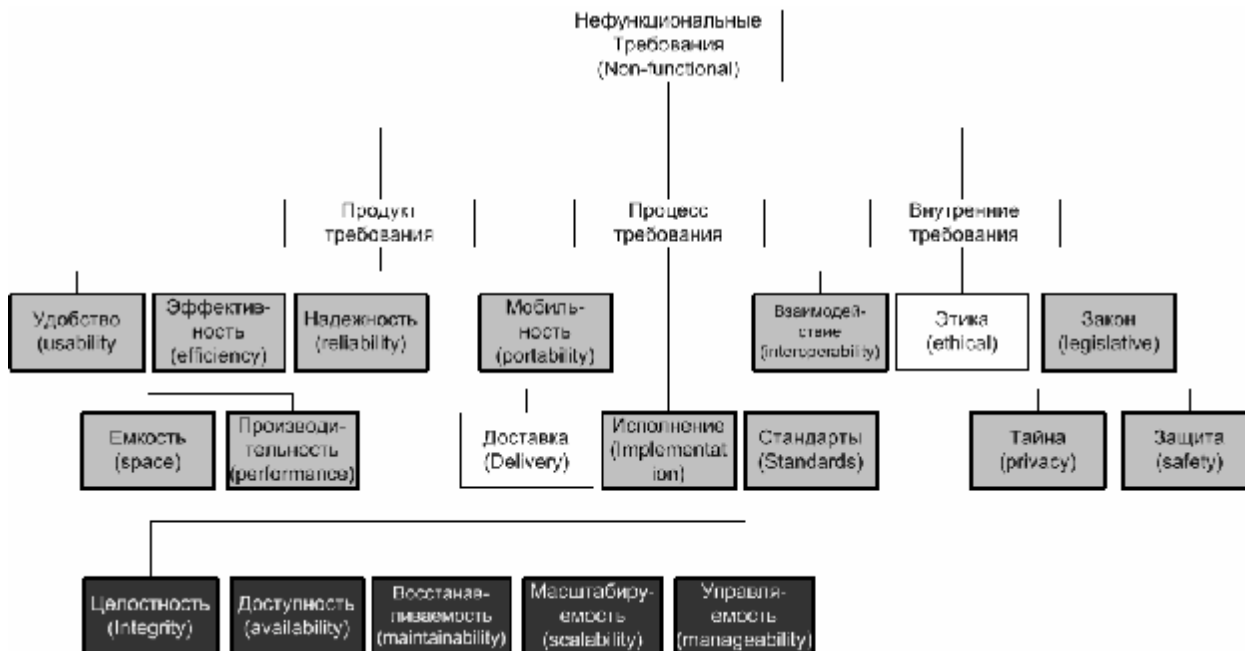 Нефункциональные
Требования
(Non-functional)
Продукт
требования
Процесс
требования
Внутренние
требования
Удобство
(usability
Эффектив-
ность
(efficiency)
Надежность
(reliability)
Мобиль-
ность
(portability)
Взаимодей-
ствие
(interoperability)
Этика
(ethical)
Закон
(legislative)
Емкость
(space)
Производи-
тельность
(performance)
Доставка
(Delivery)
Исполнение
(Implementat
ion)
Стандарты
(Standards)
Тайна
(privacy)
Защита
(safety)
Целостность
(Integrity)
Доступность
(availability)
Восстанав-
ливаемость
(maintainability)
Масштабиру-
емость
(scalability)
Управля-
емость
(manageability)